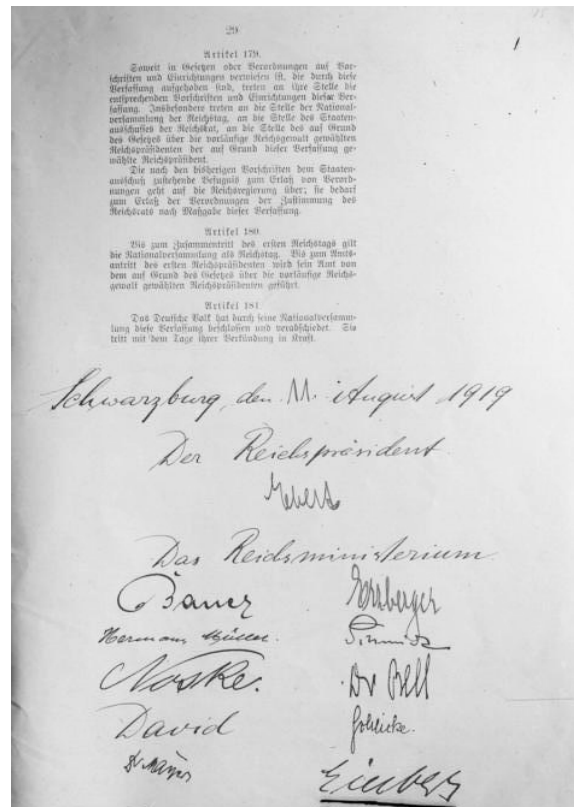 29
Artikel 179.
Soweit in Gesetzen oder Verordnungen auf Vor-
schriften und Einrichtungen verwiesen ist, die durch diese
Verfassung aufgehoben sind, treten an ihre Stelle die
entsprechenden Vorschriften und Einrichtungen dieser Ver-
fassung. Insbesondere treten an die Stelle der National-
versammlung der Reichstag, an die Stelle des Staaten-
ausschusses der Reichsrat, an die Stelle des auf Grund
des Gesetzes über die vorläufige Reichsgewalt gewählten
Reichspräsidenten der auf Grund dieser Verfassung ge-
wählte Reichspräsident.
Die nach den bisherigen Vorschriften dem Staaten-
ausschuß zustehende Befugnis zum Erlaß von Verord-
nungen geht auf die Reichsregierung über; sie bedarf
zum Erlaß der Verordnungen der Zustimmung des
Reichsrats nach Maßgabe dieser Verfassung.
Artikel 180.
Bis zum Zusammentritt des ersten Reichstags gilt
die Nationalversammlung als Reichstag. Bis zum Amts-
antritt des ersten Reichspräsidenten wird sein Amt von
dem auf Grund des Gesetzes über die vorläufige Reichs-
gewalt gewählten Reichspräsidenten geführt.
Artikel 181.
Das Deutsche Volk hat durch seine Nationalversamm-
lung diese Verfassung beschlossen und verabschiedet. Sie
tritt mit dem Tage ihrer Verkündung in Kraft.
Schwarzburg, den 11. August 1919
Der Reichspräsident
Ebert
Das Reichsministerium
Bauer Erzberger
Hermann Müller. Schmidt
Noske. Dr Bell
David Schlicke.
Dr Mayer Giesberts